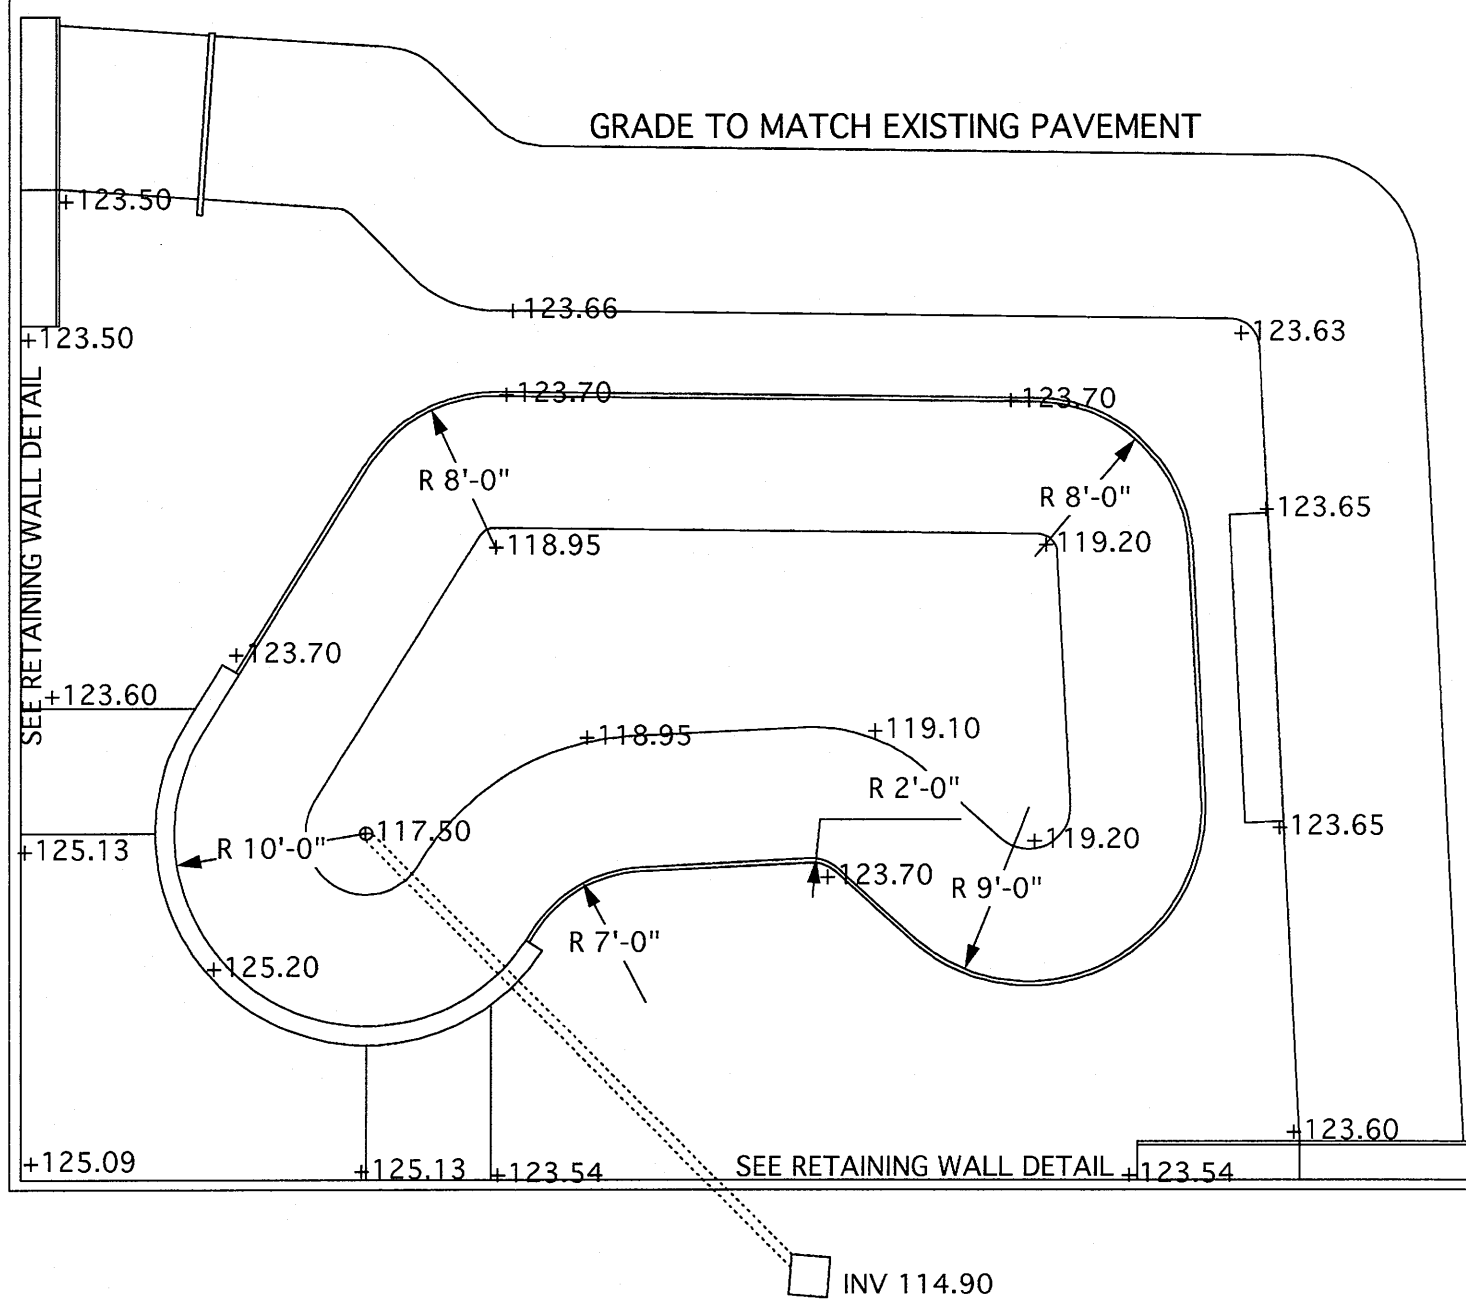 GRADE TO MATCH EXISTING PAVEMENT
+123.50
+123.66
+123.63
+123.50
SEE RETAINING WALL DETAIL
+123.70
+123.70
R 8'-0"
R 8'-0"
+123.65
+118.95
+119.20
+123.70
+123.60
+118.95
+119.10
R 2'-0"
+117.50
+123.65
+125.13
R 10'-0"
+119.20
+123.70
R 9'-0"
R 7'-0"
+125.20
+123.60
+125.09
+125.13
+123.54
SEE RETAINING WALL DETAIL
+123.54
INV 114.90